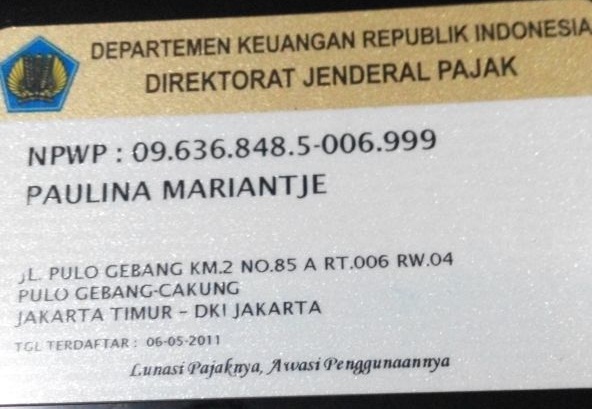 DEPARTEMEN KEUANGAN REPUBLIK INDONESIA
DIREKTORAT JENDERAL PAJAK
NPWP : 09.636.848.5-006.999
PAULINA MARIANTJE
JL. PULO GEBANG KM.2 NO.85 A RT.006 RW.04
PULO GEBANG-CAKUNG
JAKARTA TIMUR - DKI JAKARTA
TGL TERDAFTAR : 06-05-2011
Lunasi Pajaknya, Awasi Penggunaannya